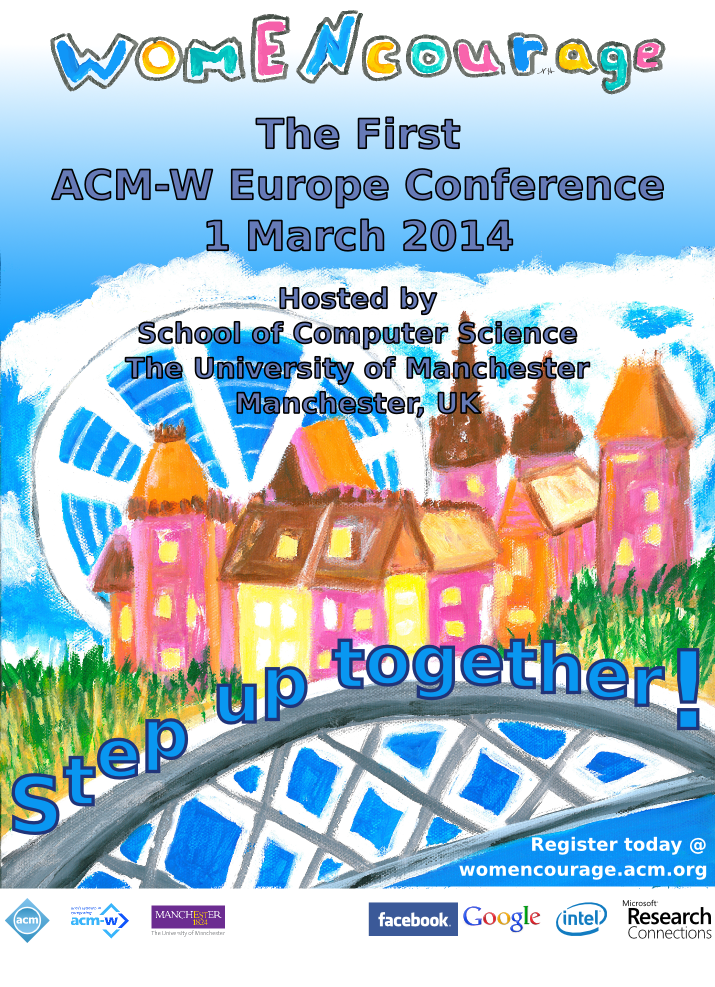 womENcourage
The First
ACM-W Europe Conference
1 March 2014
Hosted by
School of Computer Science
The University of Manchester
Manchester, UK
Step up together!
Register today @
womencourage.acm.org
acm
acm-w
MANCHESTER
1824
The University of Manchester
facebook
Google
intel
Microsoft
Research
Connections